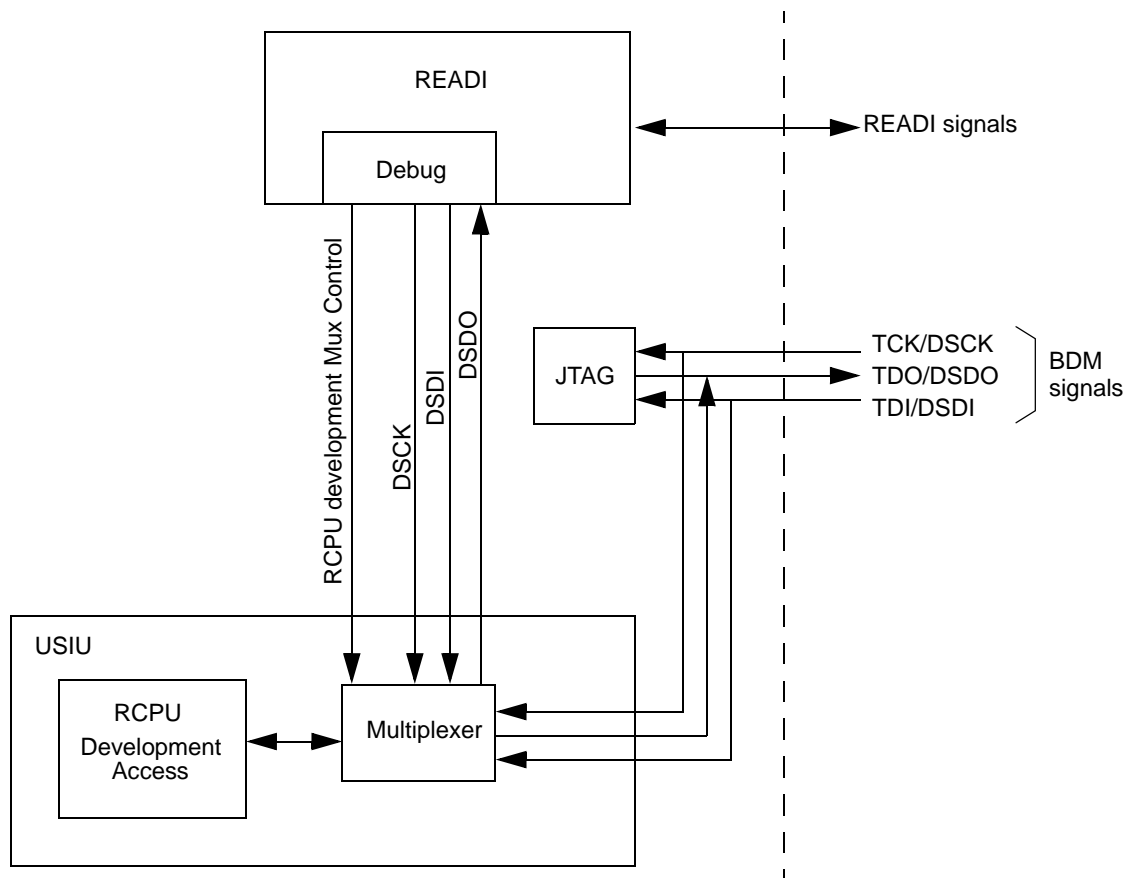 READI
Debug
READI signals
RCPU development Mux Control
DSCK
DSDI
DSDO
JTAG
TCK/DSCK
TDO/DSDO
TDI/DSDI
BDM
signals
USIU
RCPU
Development
Access
Multiplexer